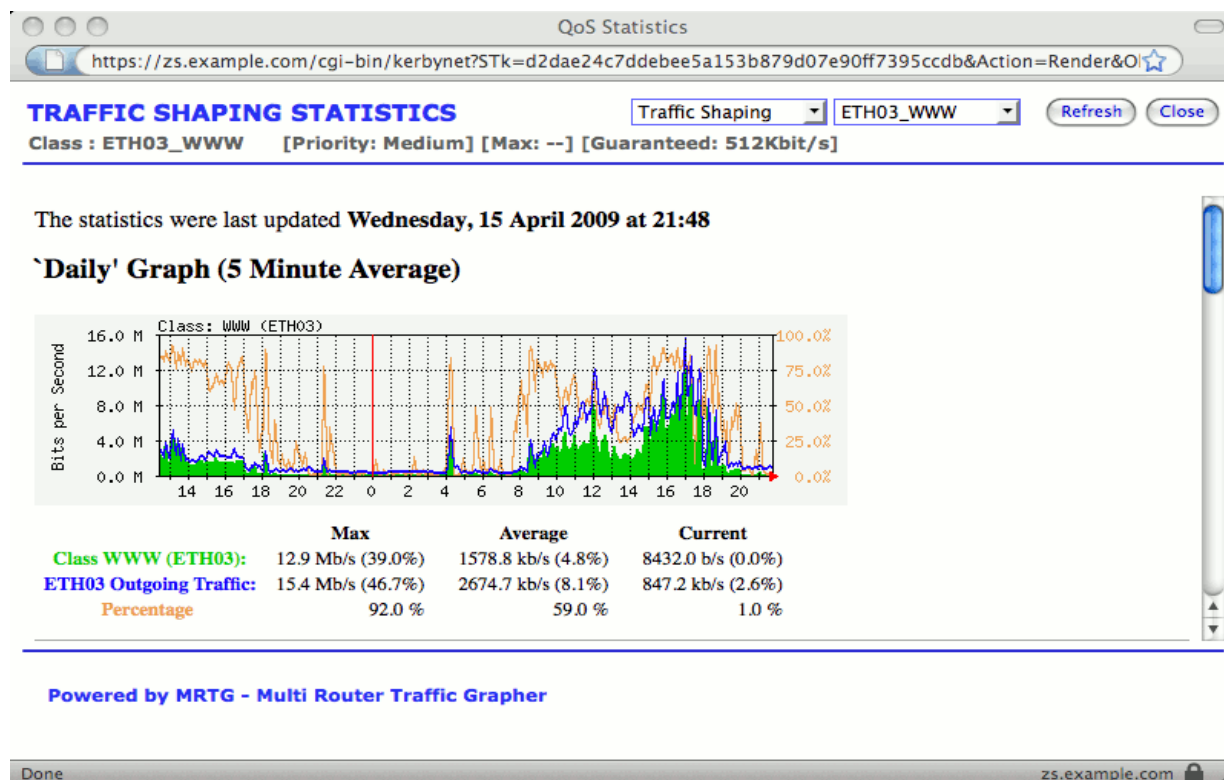 QoS Statistics
https://zs.example.com/cgi-bin/kerbynet?STk=d2dae24c7ddebee5a153b879d07e90ff7395ccdb&Action=Render&O
TRAFFIC SHAPING STATISTICS Traffic Shaping ETH03_WWW Refresh Close
Class : ETH03_WWW [Priority: Medium] [Max: --] [Guaranteed: 512Kbit/s]
The statistics were last updated Wednesday, 15 April 2009 at 21:48
`Daily' Graph (5 Minute Average)
Class: WWW (ETH03)
Bits per Second
16.0 M 100.0%
12.0 M 75.0%
8.0 M 50.0%
4.0 M 25.0%
0.0 M 0.0%
14 16 18 20 22 0 2 4 6 8 10 12 14 16 18 20
Max Average Current
Class WWW (ETH03): 12.9 Mb/s (39.0%) 1578.8 kb/s (4.8%) 8432.0 b/s (0.0%)
ETH03 Outgoing Traffic: 15.4 Mb/s (46.7%) 2674.7 kb/s (8.1%) 847.2 kb/s (2.6%)
Percentage 92.0 % 59.0 % 1.0 %
Powered by MRTG - Multi Router Traffic Grapher
Done zs.example.com